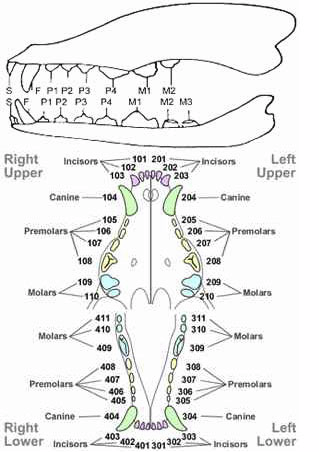 S F P1 P2 P3 P4 M1 M2
S F P1 P2 P3 P4 M1 M2 M3
Right Upper
Left Upper
Incisors 101 201 Incisors
102 202
103 203
Canine 104 204 Canine
105 205
Premolars 106 206 Premolars
107 207
108 208
109 209
Molars 110 210 Molars
411 311
Molars 410 310 Molars
409 309
408 308
Premolars 407 307 Premolars
406 306
405 305
Canine 404 304 Canine
Right Lower
Left Lower
403 303
Incisors 402 401 301 302 Incisors